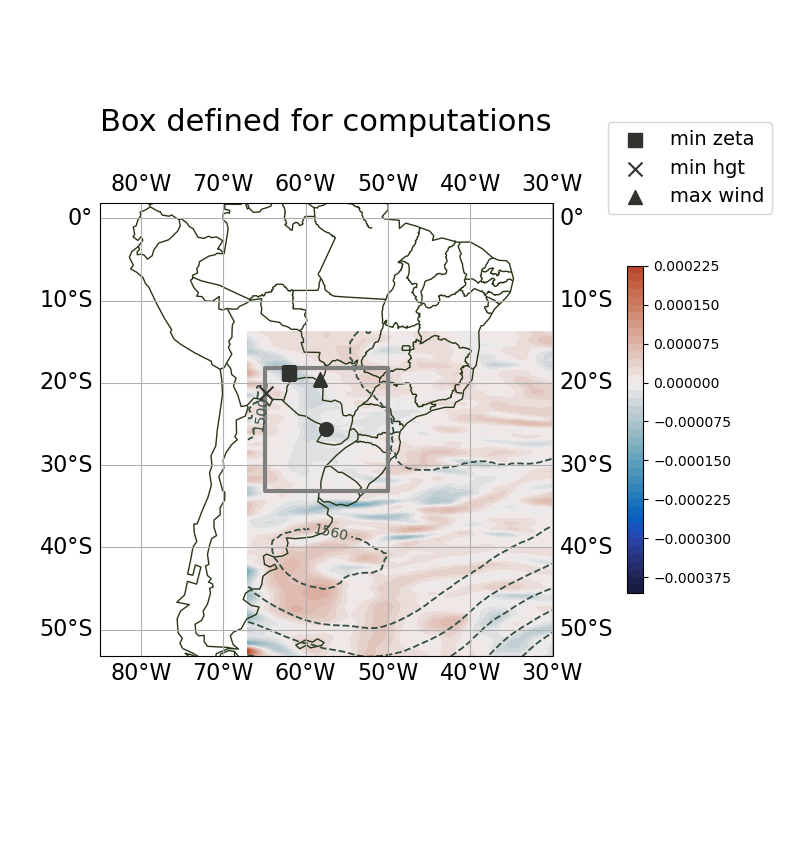 Box defined for computations
min zeta
min hgt
max wind
80°W 70°W 60°W 50°W 40°W 30°W
0° 0°
10°S 10°S
20°S 20°S
30°S 30°S
40°S 40°S
50°S 50°S
80°W 70°W 60°W 50°W 40°W 30°W
1500
1560
0.000225
0.000150
0.000075
0.000000
−0.000075
−0.000150
−0.000225
−0.000300
−0.000375